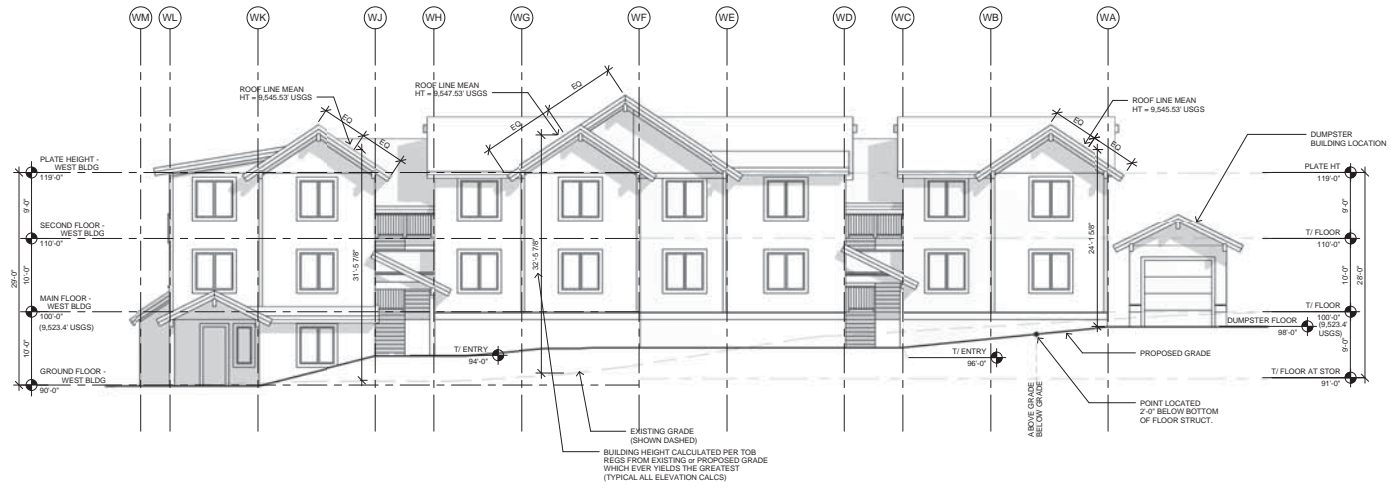 WM
WL
WK
WJ
WH
WG
WF
WE
WD
WC
WB
WA
ROOF LINE MEAN
HT = 9,545.53' USGS
EQ
EQ
ROOF LINE MEAN
HT = 9,547.53' USGS
EQ
EQ
ROOF LINE MEAN
HT = 9,545.53' USGS
EQ
EQ
DUMPSTER
BUILDING LOCATION
PLATE HEIGHT -
WEST BLDG
119'-0"
SECOND FLOOR -
WEST BLDG
110'-0"
MAIN FLOOR -
WEST BLDG
100'-0"
(9,523.4' USGS)
GROUND FLOOR -
WEST BLDG
90'-0"
9'-0"
10'-0"
10'-0"
29'-0"
31'-5 7/8"
32'-5 7/8"
24'-1 5/8"
PLATE HT
119'-0"
T/ FLOOR
110'-0"
T/ FLOOR
100'-0"
(9,523.4'
USGS)
DUMPSTER FLOOR
98'-0"
T/ FLOOR AT STOR
91'-0"
9'-0"
10'-0"
9'-0"
28'-0"
T/ ENTRY
94'-0"
T/ ENTRY
96'-0"
PROPOSED GRADE
ABOVE GRADE
BELOW GRADE
POINT LOCATED
2'-0" BELOW BOTTOM
OF FLOOR STRUCT.
EXISTING GRADE
(SHOWN DASHED)
BUILDING HEIGHT CALCULATED PER TOB
REGS FROM EXISTING or PROPOSED GRADE
WHICH EVER YIELDS THE GREATEST
(TYPICAL ALL ELEVATION CALCS)